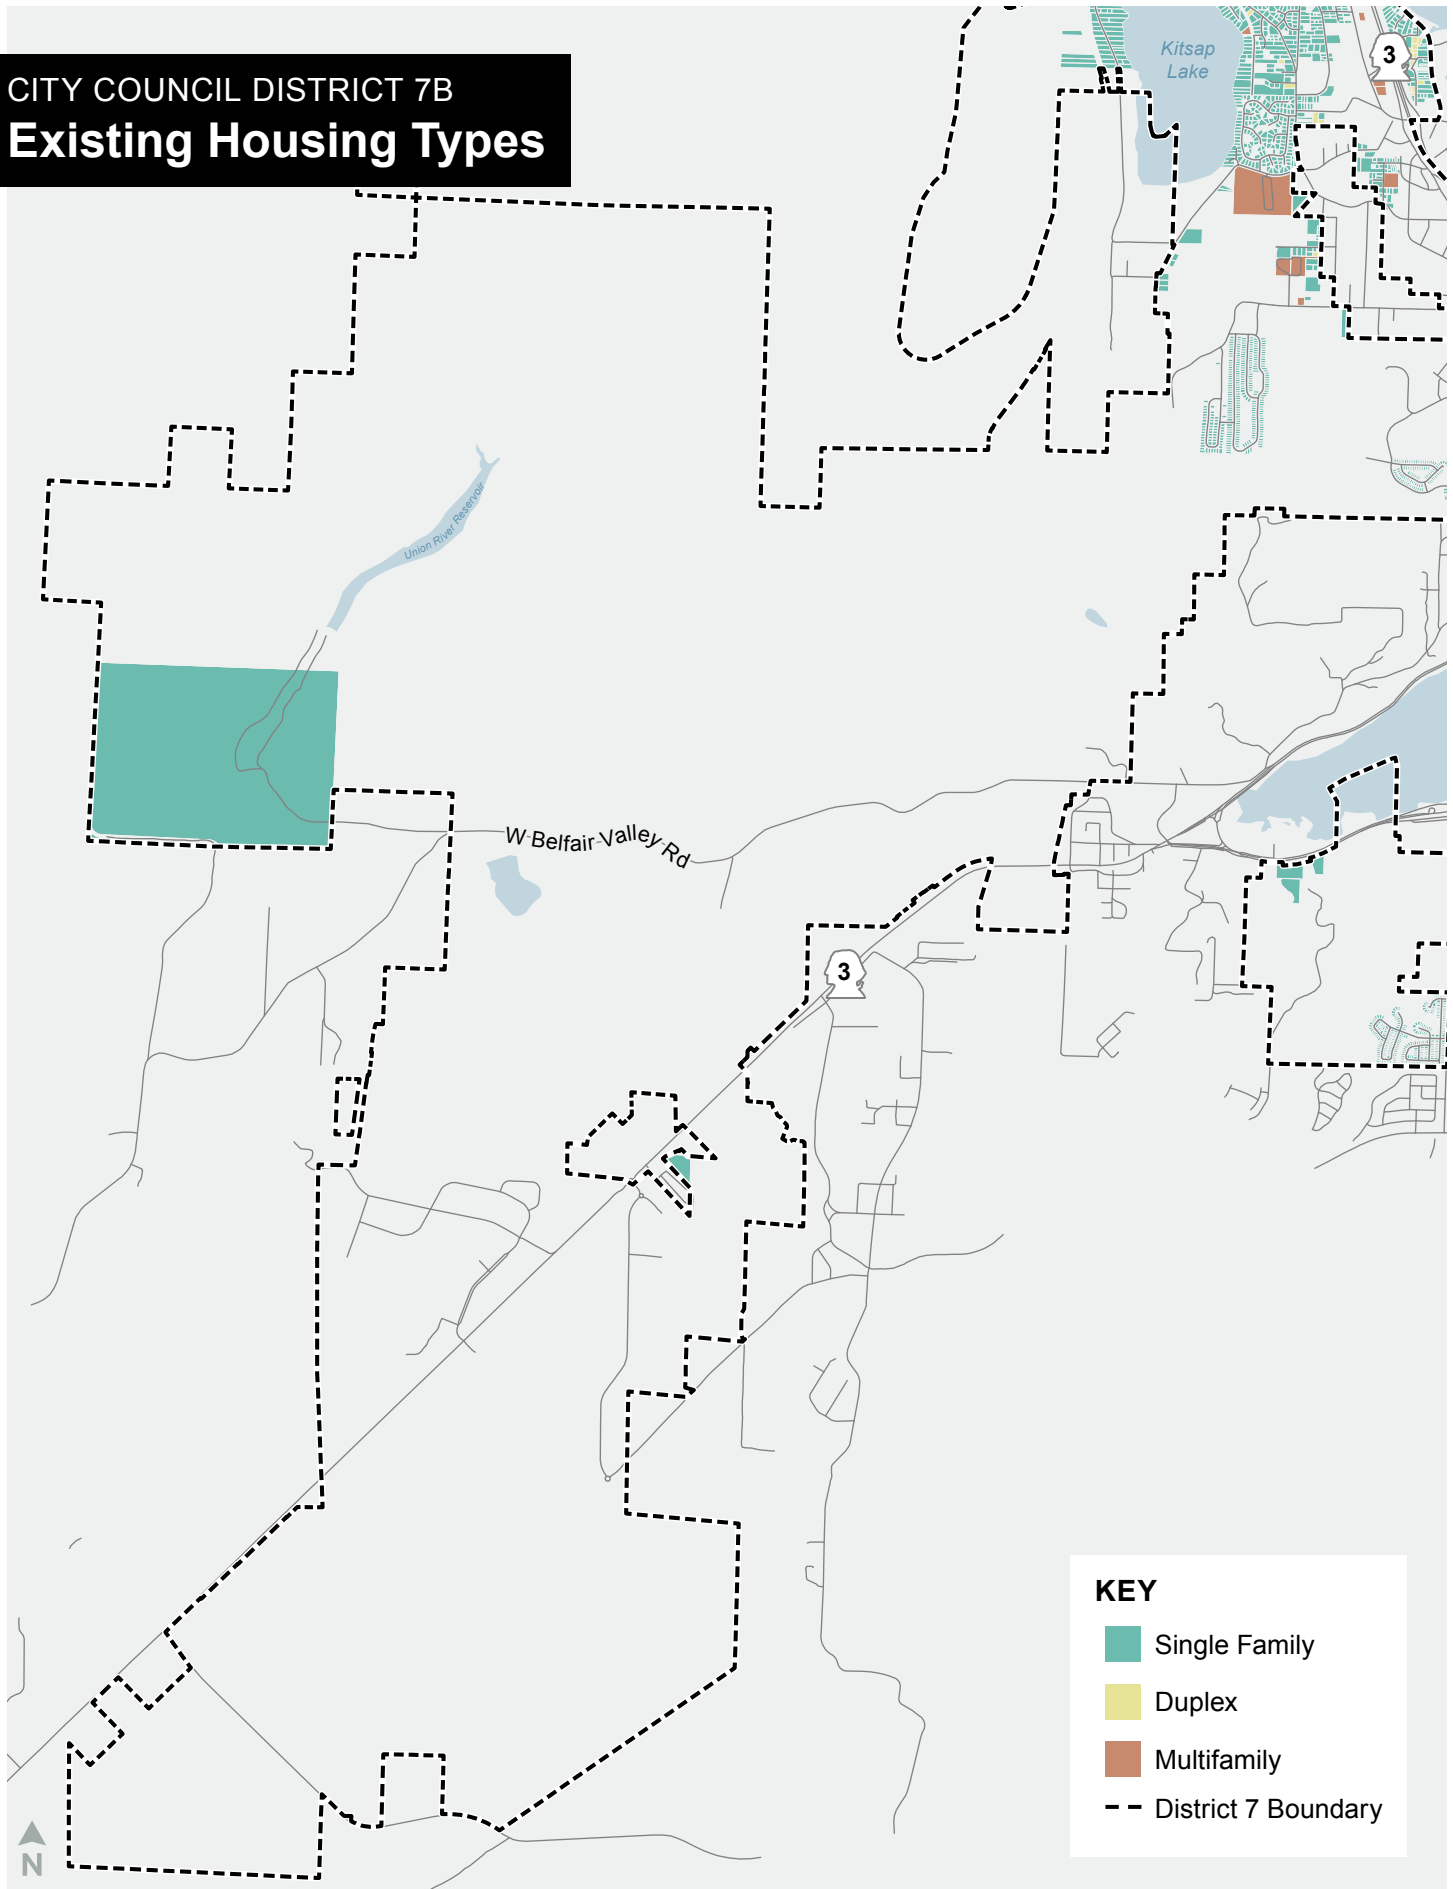 CITY COUNCIL DISTRICT 7B
Existing Housing Types
Kitsap
Lake
3
Union River Reservoir
W Belfair Valley Rd
3
KEY
Single Family
Duplex
Multifamily
District 7 Boundary
N